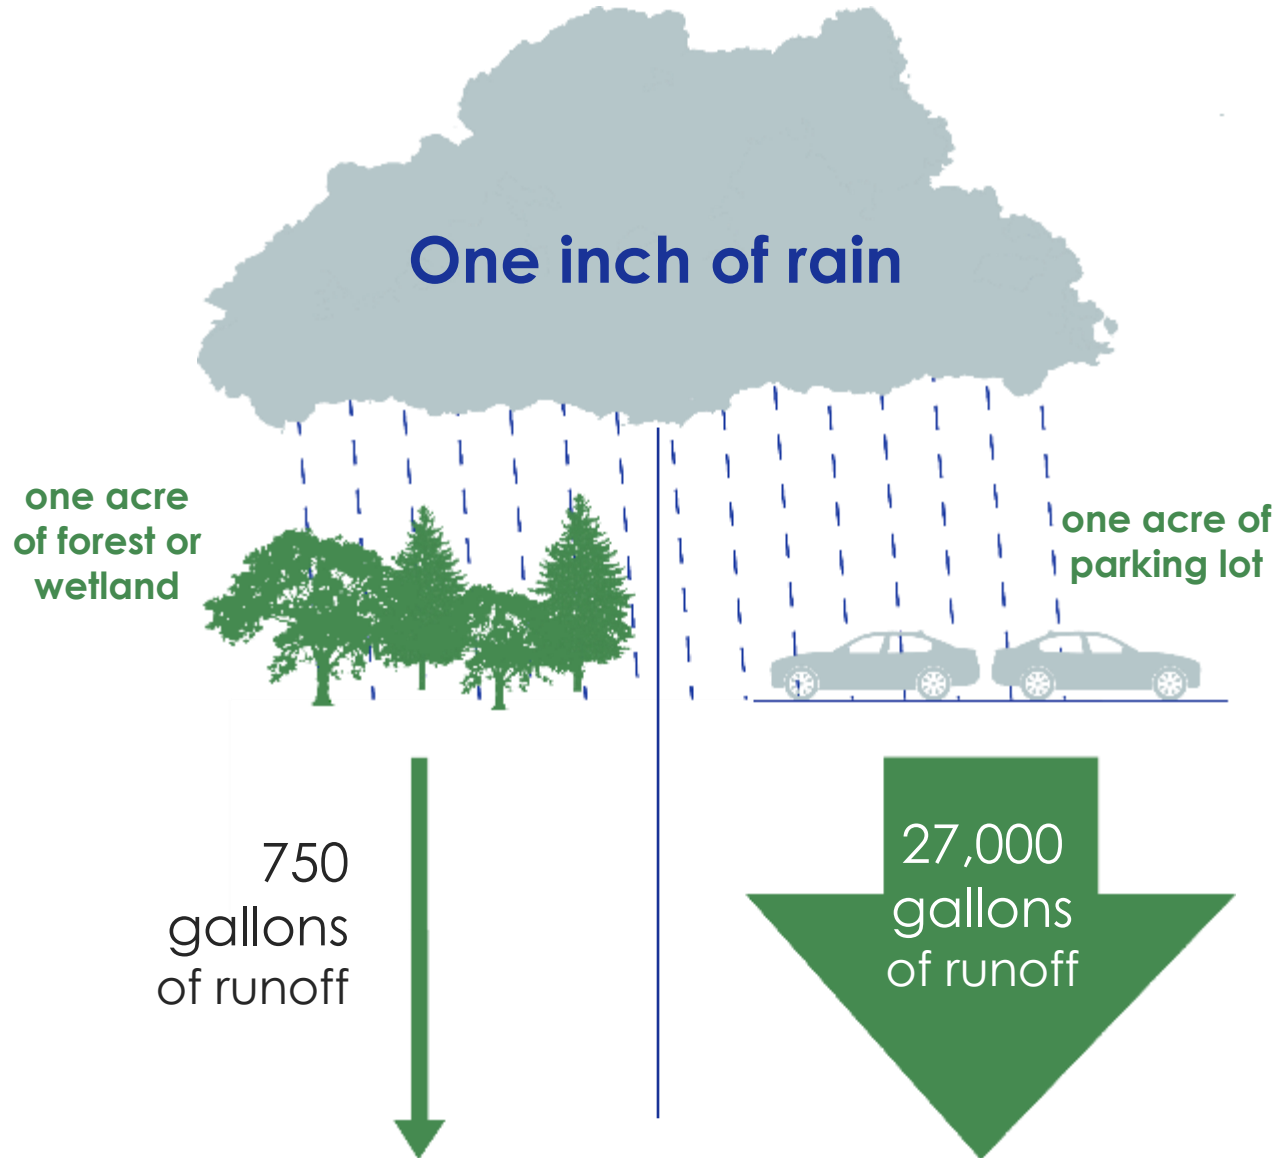 One inch of rain
one acre
of forest or
wetland
one acre of
parking lot
750
gallons
of runoff
27,000
gallons
of runoff